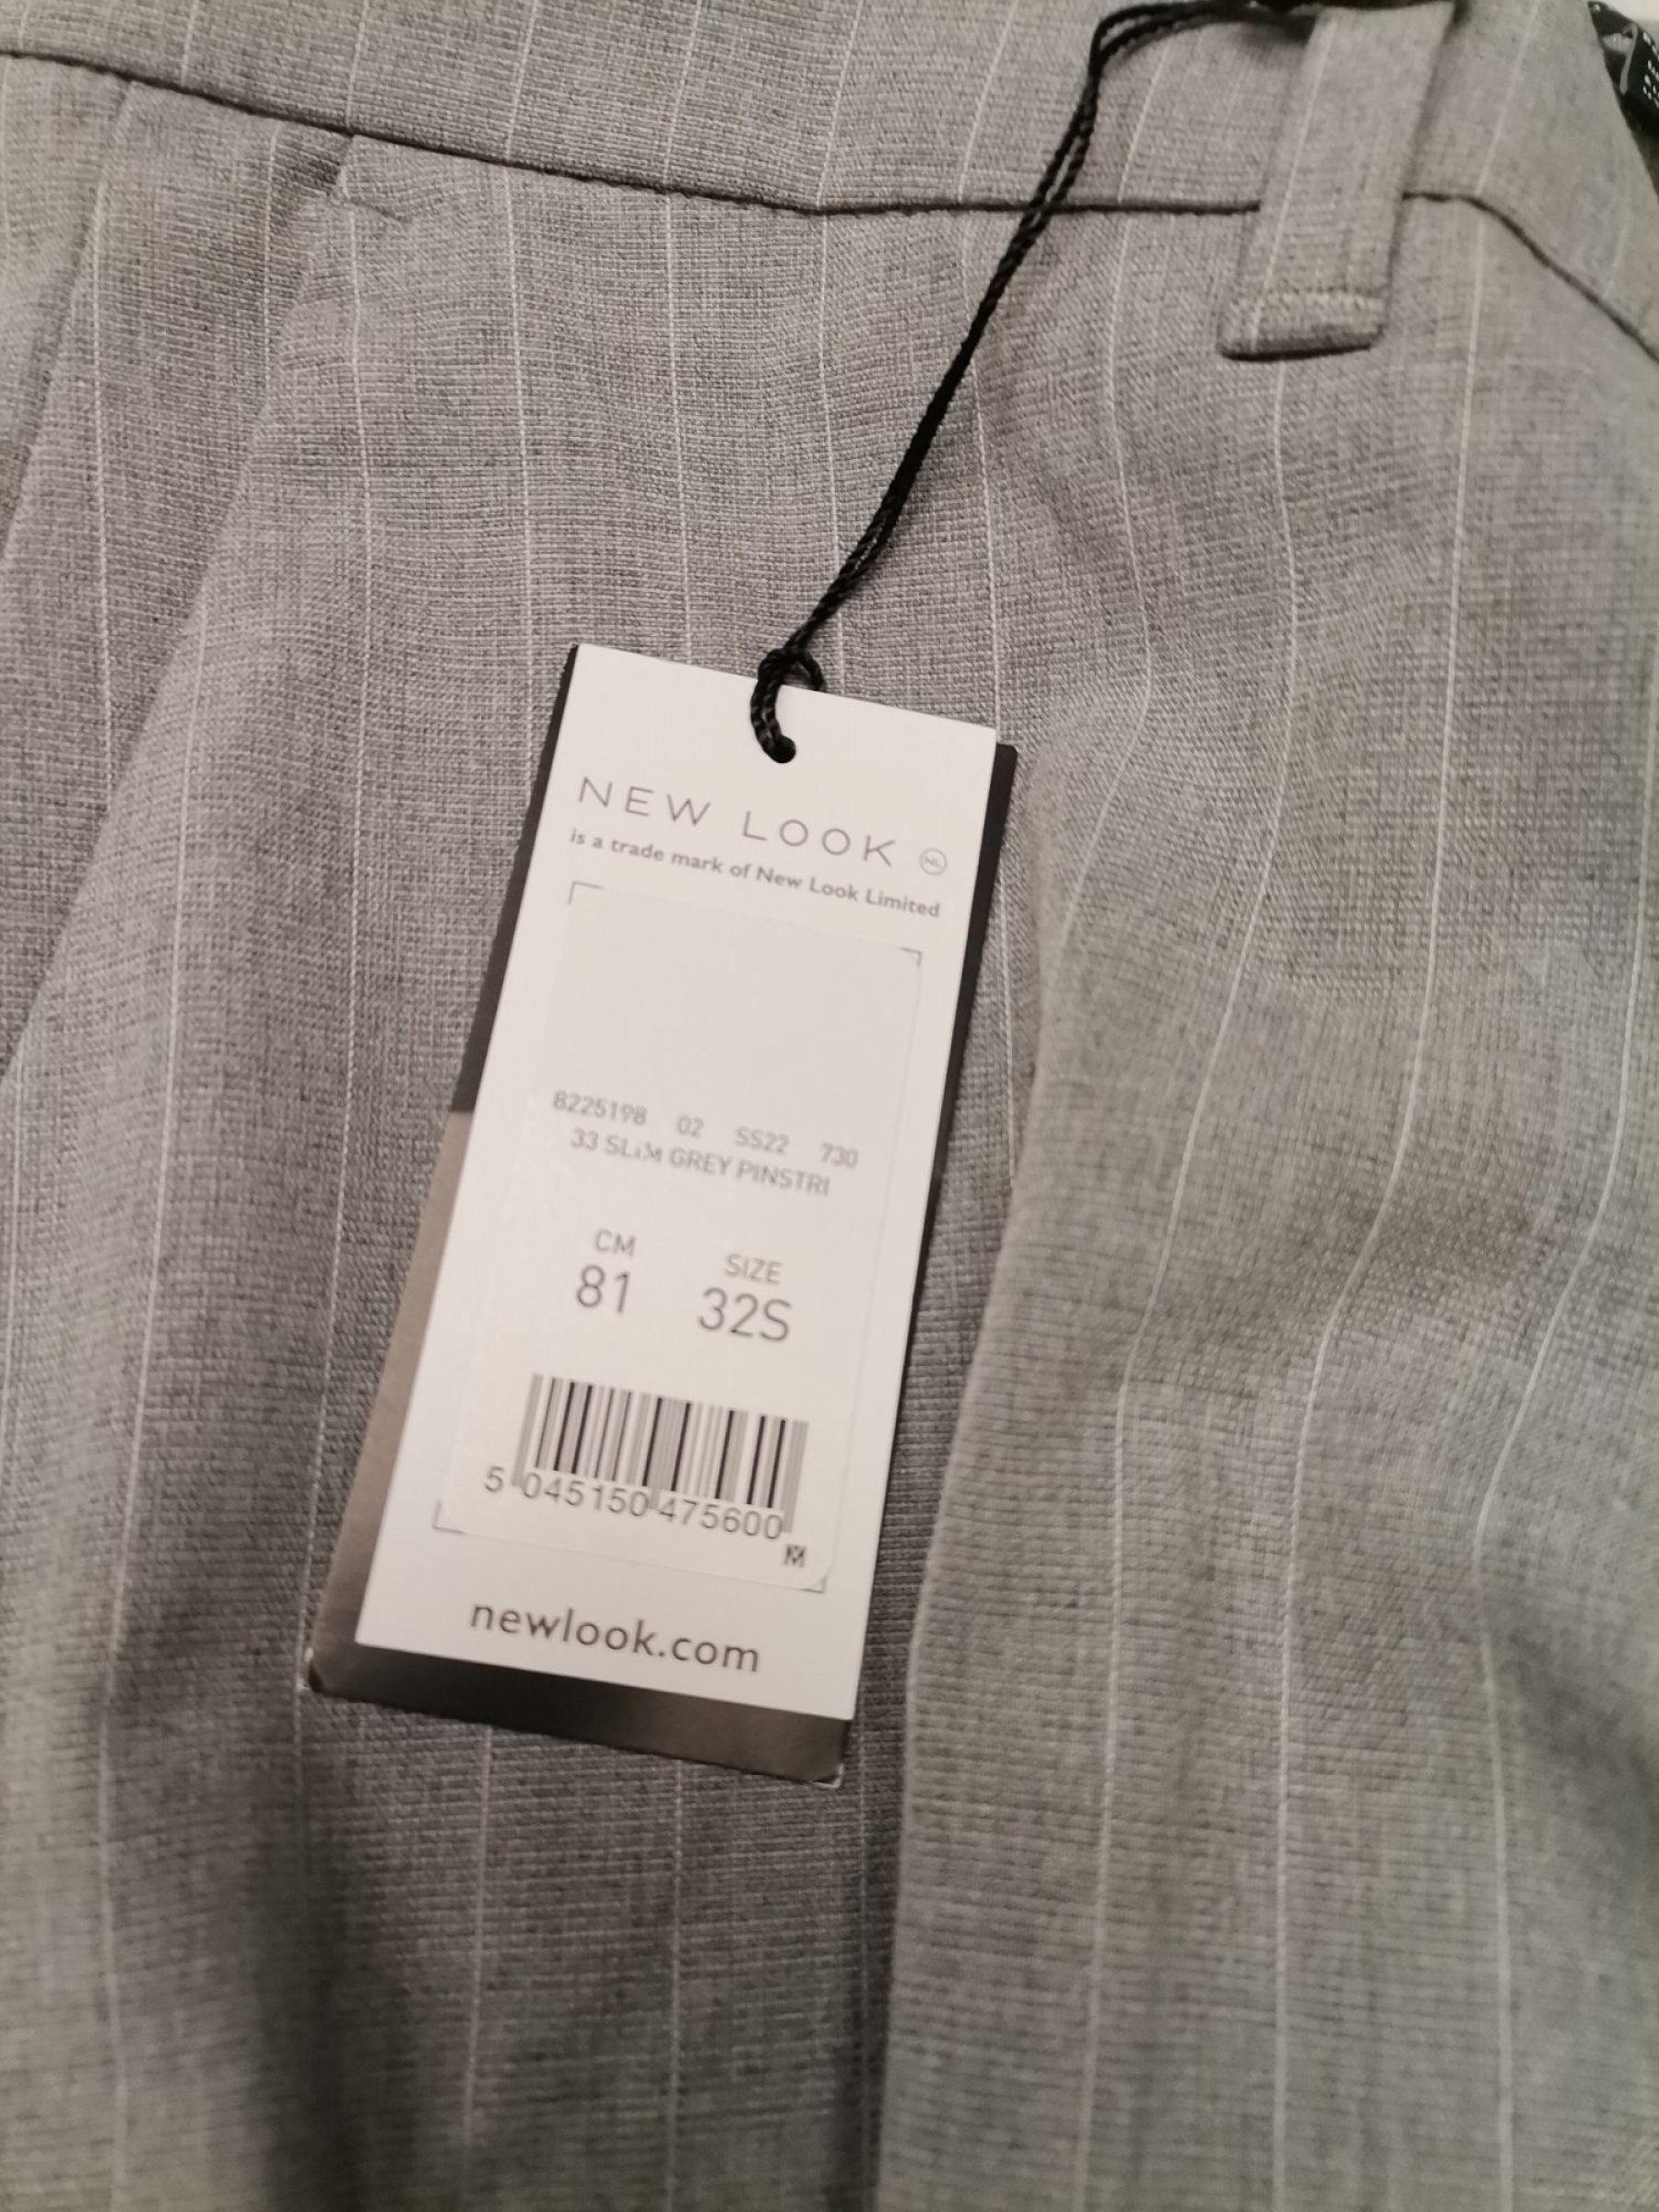 NEW LOOK NL
is a trade mark of New Look Limited
8225198 02 SS22 730
33 SLIM GREY PINSTRI
CM SIZE
81 32S
5 045150 475600
M
newlook.com